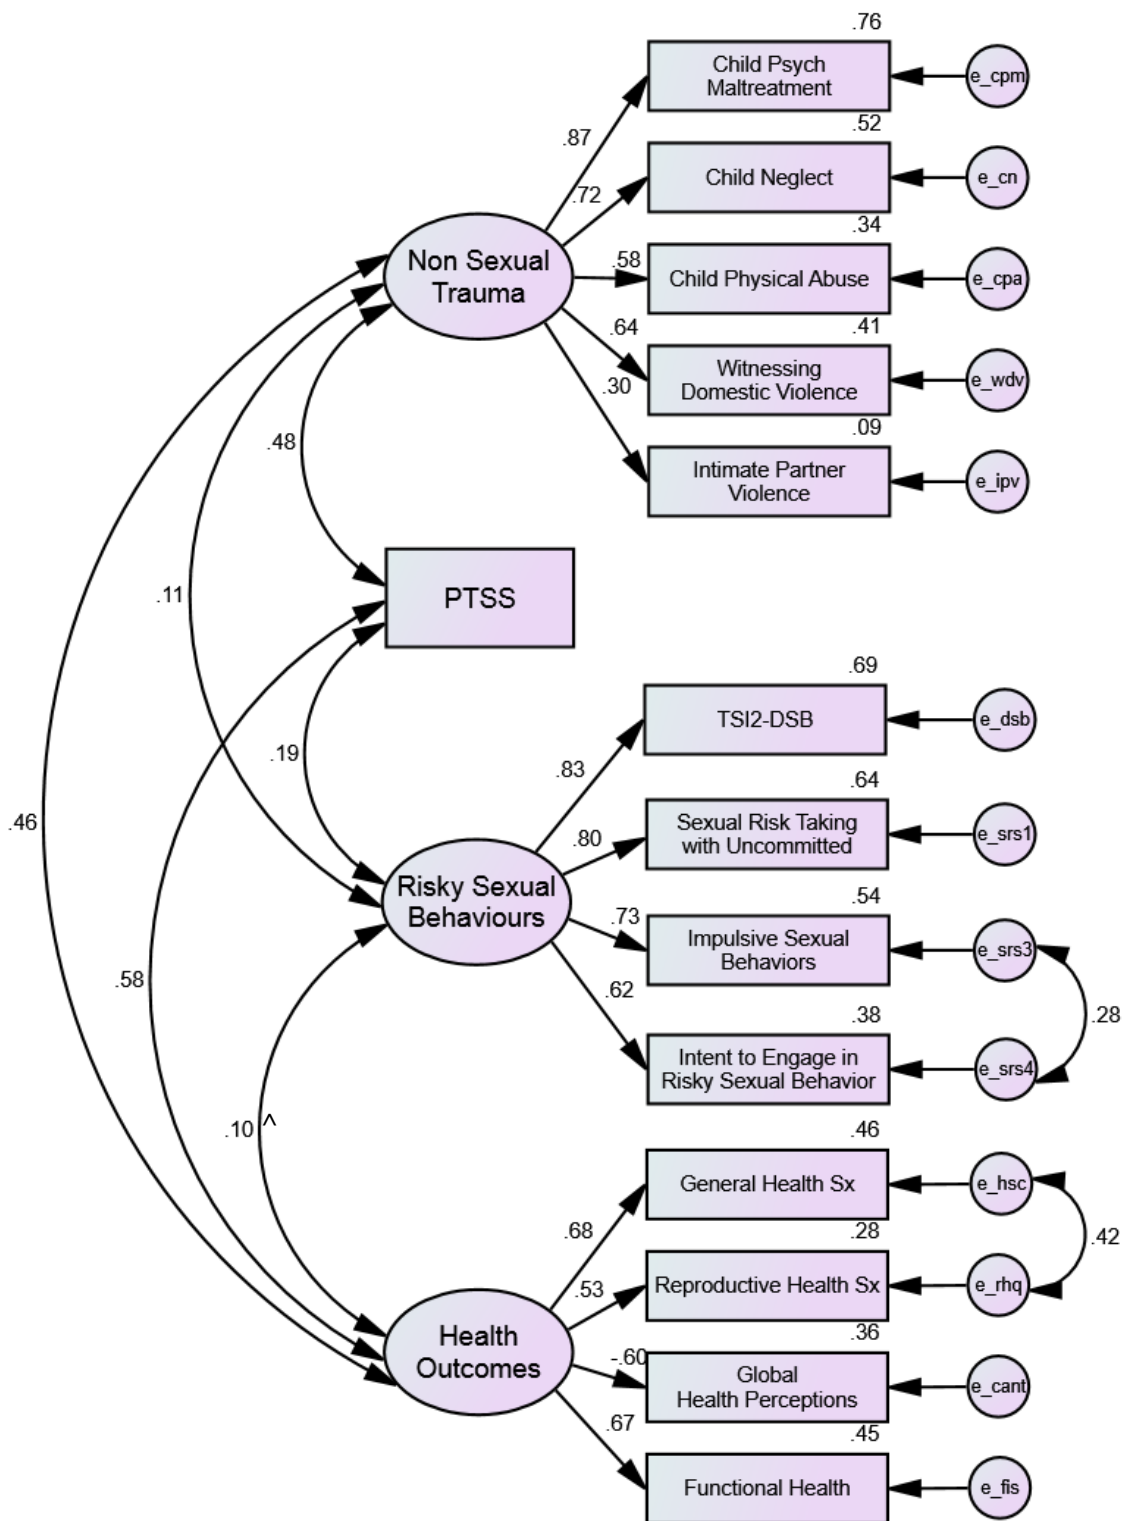 .76
Child Psych
Maltreatment
e_cpm
.87
.52
Child Neglect
e_cn
.72
.34
Non Sexual
Trauma
.58
Child Physical Abuse
e_cpa
.64
.41
Witnessing
Domestic Violence
e_wdv
.30
.09
Intimate Partner
Violence
e_ipv
.48
.11
PTSS
.69
TSI2-DSB
e_dsb
.19
.83
.64
.46
Sexual Risk Taking
with Uncommitted
e_srs1
.80
Risky Sexual
Behaviours
.54
.73
Impulsive Sexual
Behaviors
e_srs3
.58
.62
.28
.38
Intent to Engage in
Risky Sexual Behavior
e_srs4
.10 ^
.46
General Health Sx
e_hsc
.68
.28
.42
.53
Reproductive Health Sx
e_rhq
.36
Health
Outcomes
-.60
Global
Health Perceptions
e_cant
.67
.45
Functional Health
e_fis